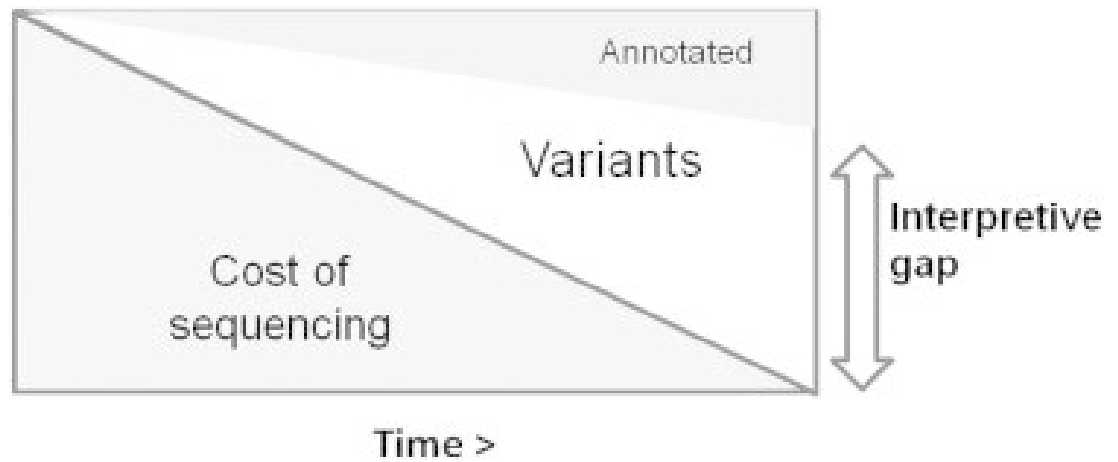 Annotated
Variants
Interpretive
gap
Cost of
sequencing
Time >